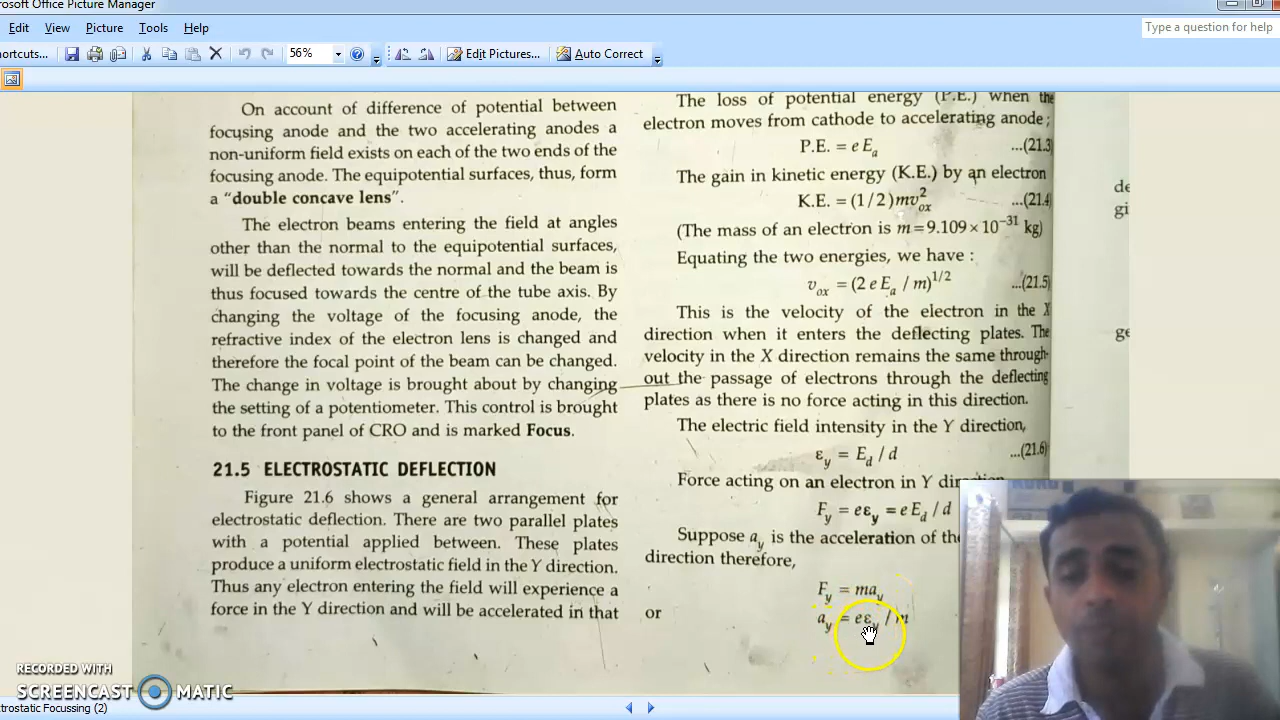 rosoft Office Picture Manager
Edit View Picture Tools Help
Type a question for help
ortcuts... 56% Edit Pictures... Auto Correct
On account of difference of potential between
focusing anode and the two accelerating anodes a
non-uniform field exists on each of the two ends of the
focusing anode. The equipotential surfaces, thus, form
a "double concave lens".
The electron beams entering the field at angles
other than the normal to the equipotential surfaces,
will be deflected towards the normal and the beam is
thus focused towards the centre of the tube axis. By
changing the voltage of the focusing anode, the
refractive index of the electron lens is changed and
therefore the focal point of the beam can be changed.
The change in voltage is brought about by changing
the setting of a potentiometer. This control is brought
to the front panel of CRO and is marked Focus.
21.5 ELECTROSTATIC DEFLECTION
Figure 21.6 shows a general arrangement for
electrostatic deflection. There are two parallel plates
with a potential applied between. These plates
produce a uniform electrostatic field in the Y direction.
Thus any electron entering the field will experience a
force in the Y direction and will be accelerated in that
The loss of potential energy (P.E.) when the
electron moves from cathode to accelerating anode;
P.E. = e E_a ...(21.3
The gain in kinetic energy (K.E.) by an electron
K.E. = (1/2)mv²_ox ...(21.4
(The mass of an electron is m = 9.109 × 10⁻³¹ kg)
Equating the two energies, we have :
v_ox = (2 e E_a / m)^1/2 ...(21.5)
This is the velocity of the electron in the X
direction when it enters the deflecting plates. The
velocity in the X direction remains the same through-
out the passage of electrons through the deflecting
plates as there is no force acting in this direction.
The electric field intensity in the Y direction,
ε_y = E_d / d ...(21.6)
Force acting on an electron in Y direction
F_y = eε_y = e E_d / d
Suppose a_y is the acceleration of the
direction therefore,
F_y = ma_y
or a_y = eε_y / m
de
gi
ge
RECORDED WITH
SCREENCAST MATIC
ctrostatic Focussing (2)